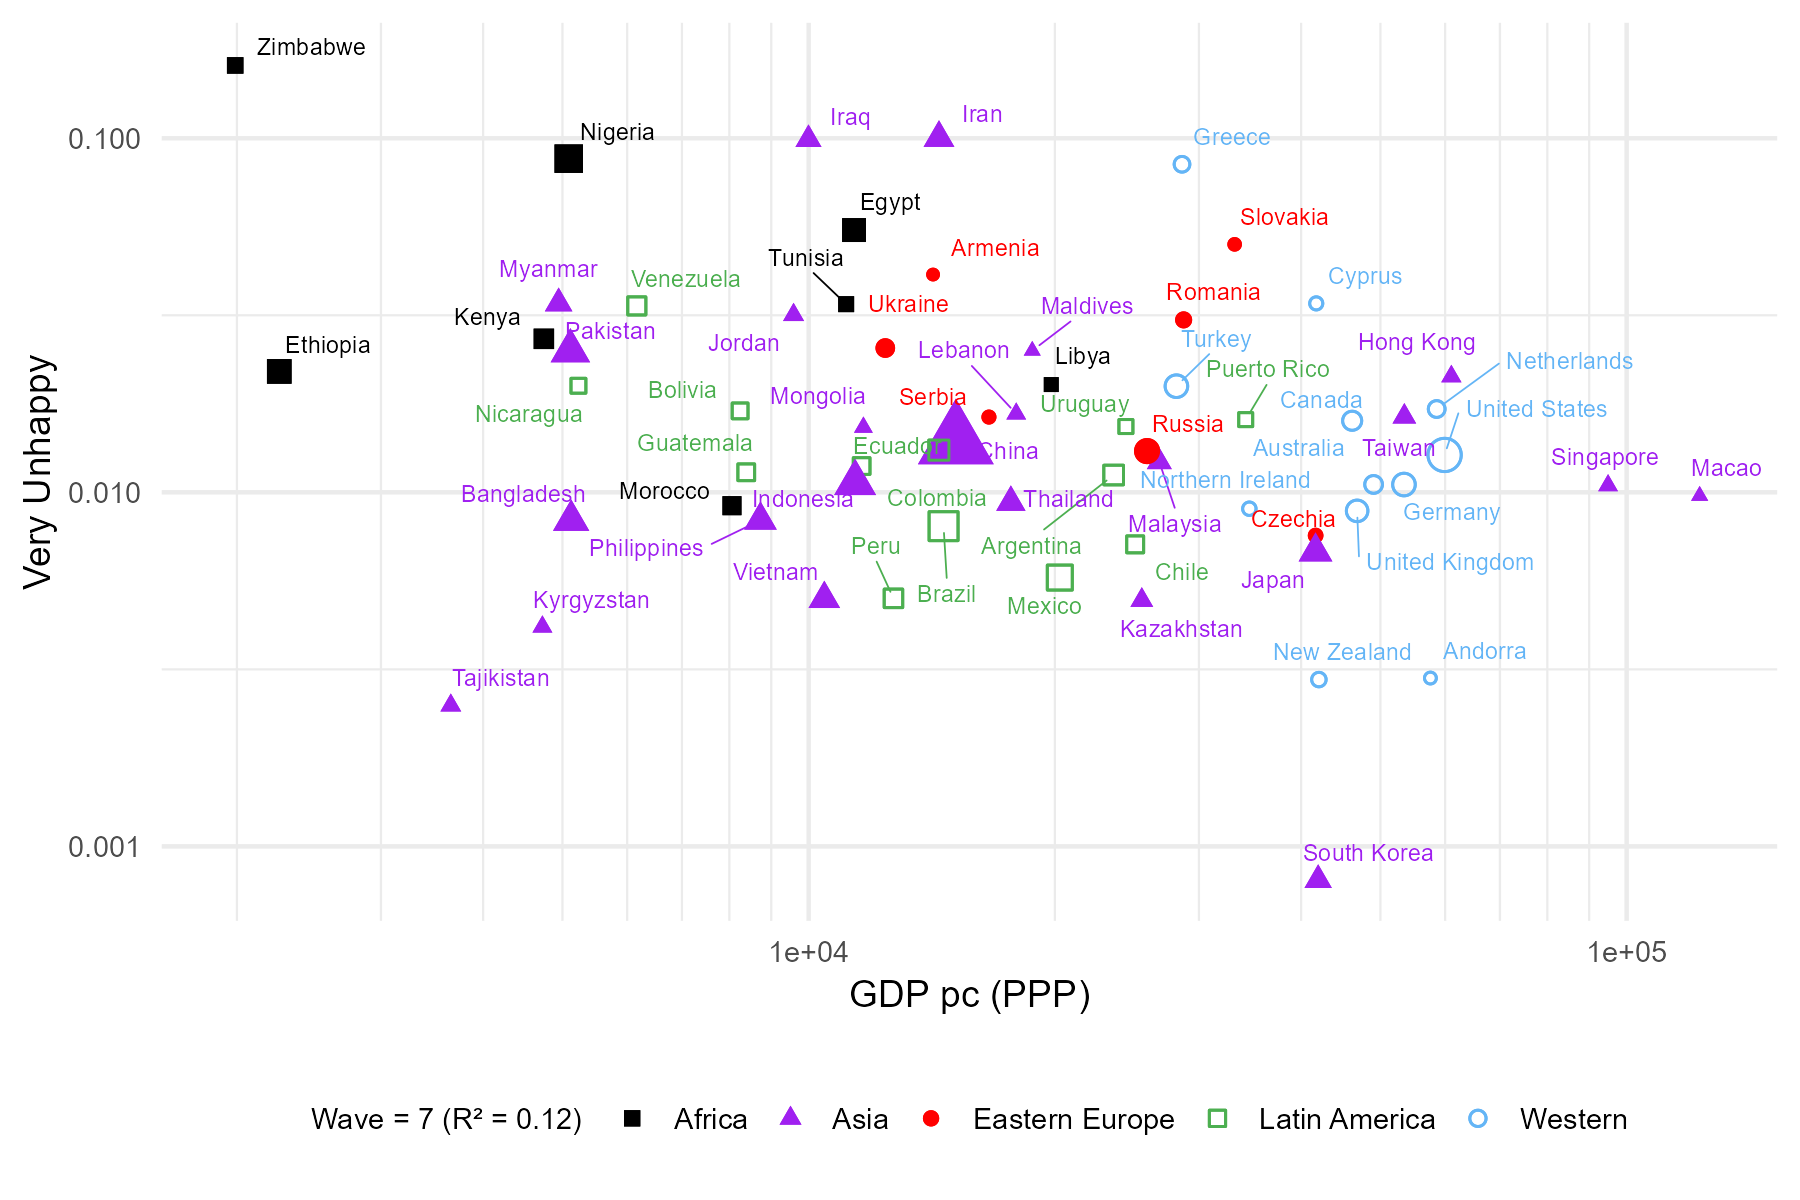 Zimbabwe
Iraq
Iran
0.100
Nigeria
Greece
Egypt
Slovakia
Armenia
Tunisia
Myanmar
Venezuela
Cyprus
Romania
Ukraine
Maldives
Kenya
Pakistan
Turkey
Ethiopia
Jordan
Lebanon
Libya
Hong Kong
Netherlands
Puerto Rico
Bolivia
Mongolia
Serbia
Uruguay
Canada
United States
Nicaragua
Russia
Guatemala
Ecuador
China
Australia
Taiwan
Singapore
Macao
Northern Ireland
0.010
Bangladesh
Morocco
Indonesia
Colombia
Thailand
Germany
Czechia
Malaysia
Philippines
Peru
Argentina
United Kingdom
Vietnam
Chile
Japan
Brazil
Kyrgyzstan
Mexico
Kazakhstan
New Zealand
Andorra
Tajikistan
0.001
South Korea
Very Unhappy
1e+04
1e+05
GDP pc (PPP)
Wave = 7 (R² = 0.12) Africa Asia Eastern Europe Latin America Western